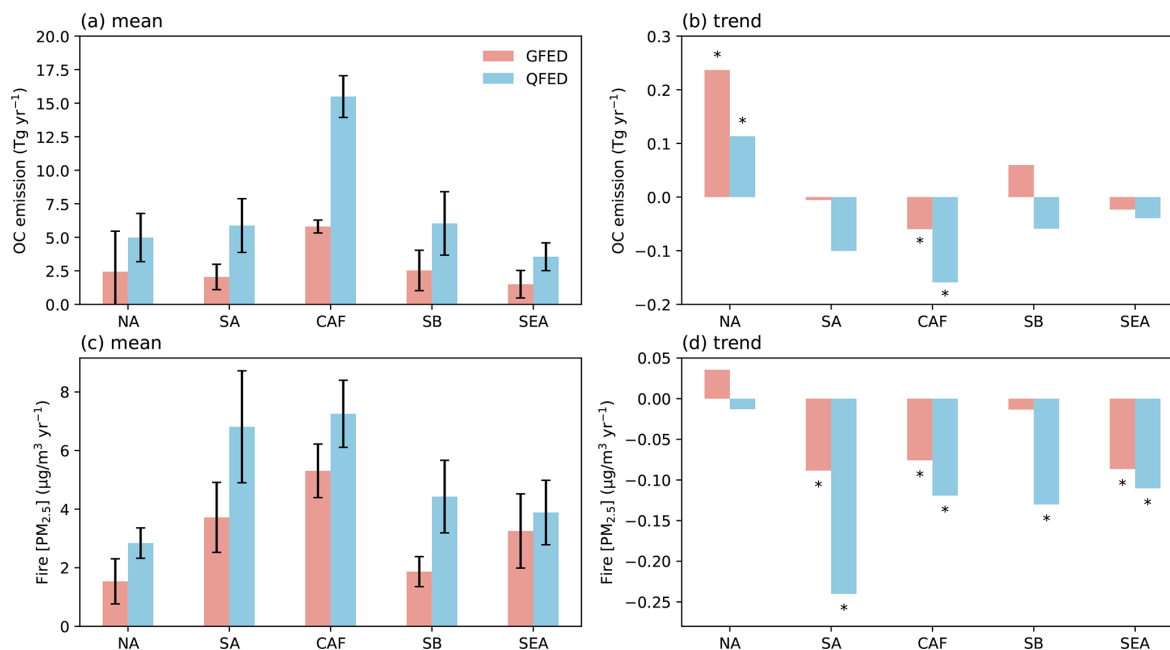 (a) mean
20.0
17.5
15.0
12.5
10.0
7.5
5.0
2.5
0.0
OC emission (Tg yr⁻¹)
GFED
QFED
NA SA CAF SB SEA
(b) trend
0.3
0.2
0.1
0.0
−0.1
−0.2
OC emission (Tg yr⁻¹)
* * * *
NA SA CAF SB SEA
(c) mean
8
6
4
2
0
Fire [PM₂.₅] (μg/m³ yr⁻¹)
NA SA CAF SB SEA
(d) trend
0.05
0.00
−0.05
−0.10
−0.15
−0.20
−0.25
Fire [PM₂.₅] (μg/m³ yr⁻¹)
* * * * * * *
NA SA CAF SB SEA